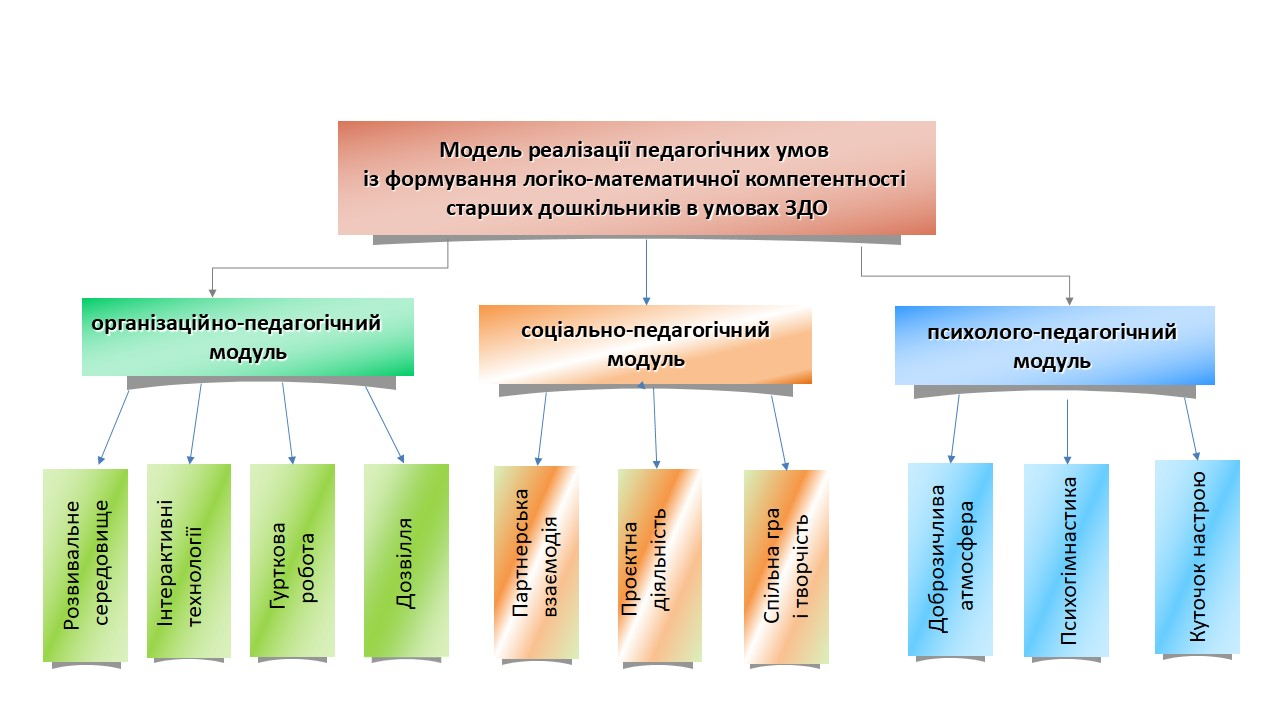 Модель реалізації педагогічних умов
із формування логіко-математичної компетентності
старших дошкільників в умовах ЗДО
організаційно-педагогічний
модуль
соціально-педагогічний
модуль
психолого-педагогічний
модуль
Розвивальне
середовище
Інтерактивні
технології
Гурткова
робота
Дозвілля
Партнерська
взаємодія
Проєктна
діяльність
Спільна гра
і творчість
Доброзичлива
атмосфера
Психогімнастика
Куточок настрою